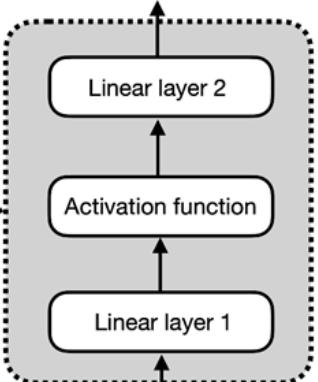 Linear layer 2
Activation function
Linear layer 1